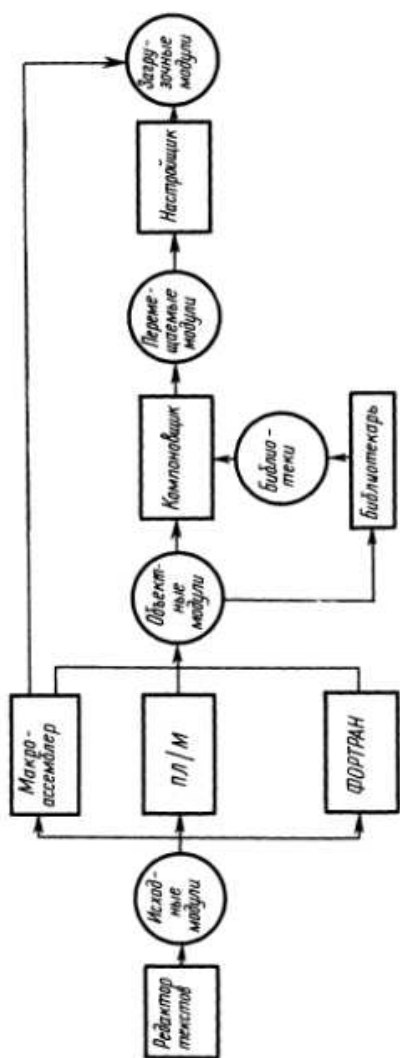 Редактор
текстов
Исход-
ные
модули
Макро-
ассемблер
ПЛ/М
ФОРТРАН
Объект-
ные
модули
Компоновщик
Библио-
теки
Библиотекарь
Переме-
щаемые
модули
Настройщик
Загру-
зочные
модули